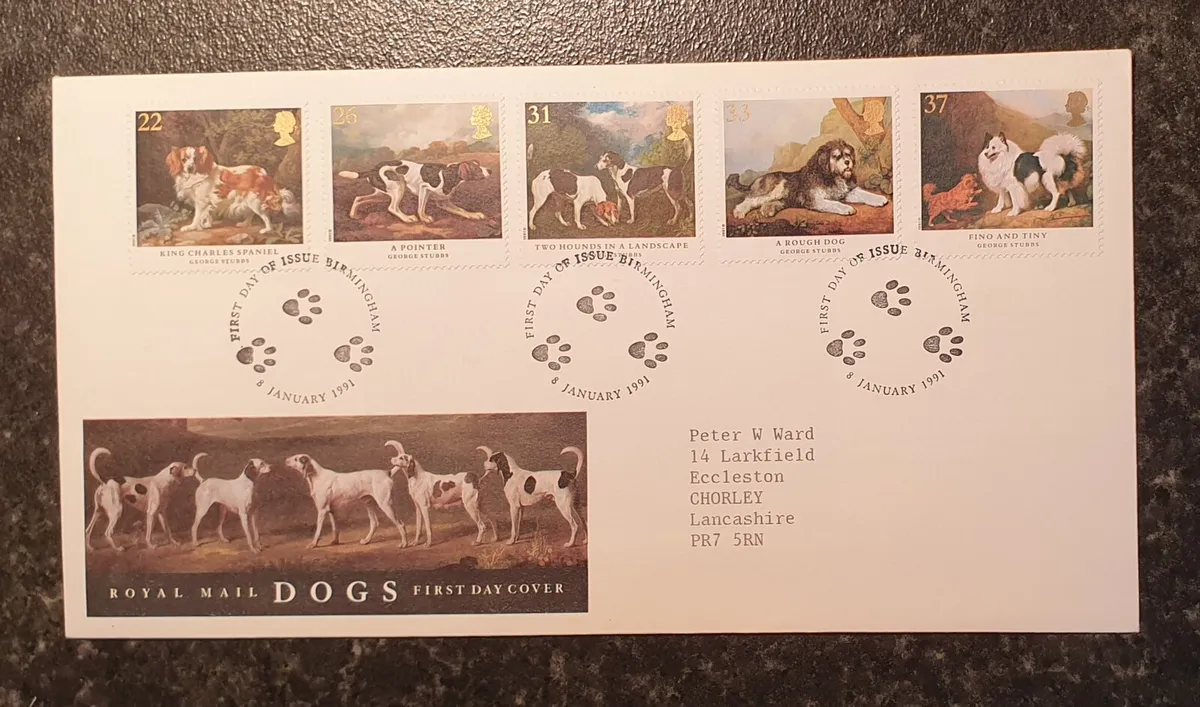 22
KING CHARLES SPANIEL
GEORGE STUBBS
26
A POINTER
GEORGE STUBBS
31
TWO HOUNDS IN A LANDSCAPE
STUBBS
33
A ROUGH DOG
GEORGE STUBBS
37
FINO AND TINY
GEORGE STUBBS
FIRST DAY OF ISSUE BIRMINGHAM
8 JANUARY 1991
FIRST DAY OF ISSUE BIRMINGHAM
8 JANUARY 1991
FIRST DAY OF ISSUE BIRMINGHAM
8 JANUARY 1991
Peter W Ward
14 Larkfield
Eccleston
CHORLEY
Lancashire
PR7 5RN
ROYAL MAIL DOGS FIRST DAY COVER